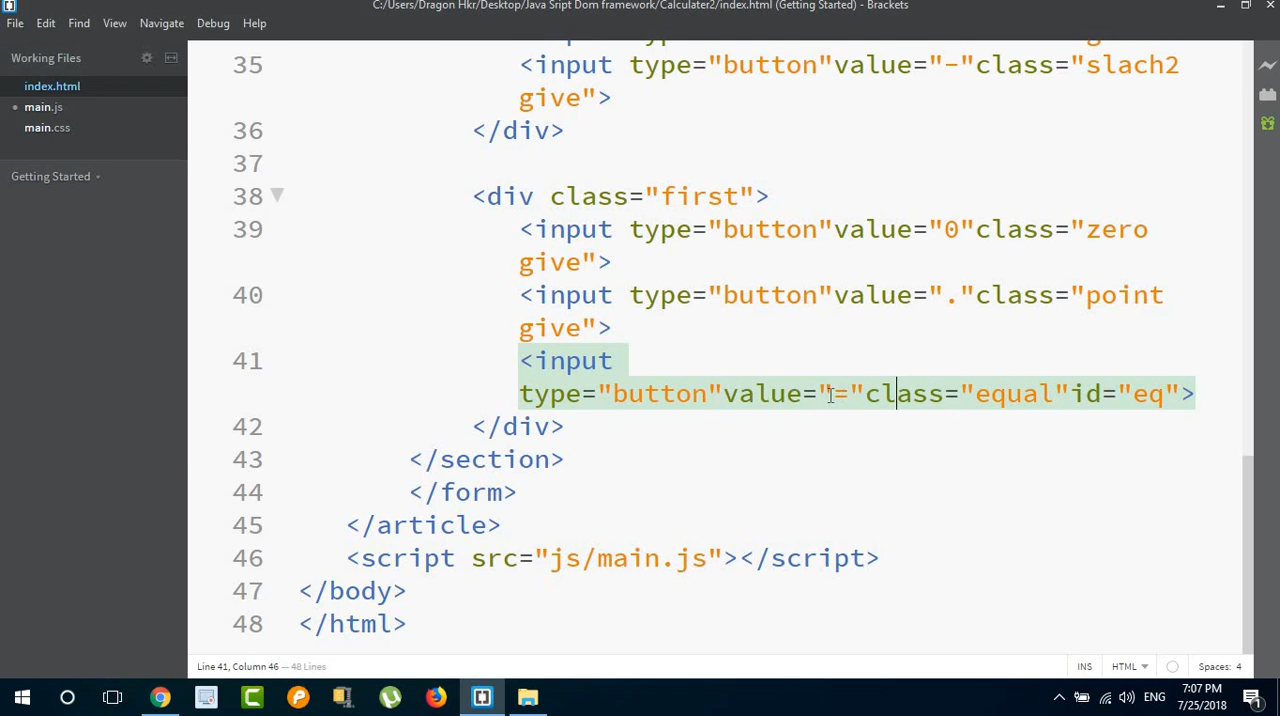 C:/Users/Dragon Hkr/Desktop/Java Sript Dom framework/Calculater2/index.html (Getting Started) - Brackets
File Edit Find View Navigate Debug Help
Working Files
index.html
main.js
main.css
Getting Started
35 <input type="button"value="-"class="slach2
give">
36 </div>
37
38 <div class="first">
39 <input type="button"value="0"class="zero
give">
40 <input type="button"value="."class="point
give">
41 <input
type="button"value="="class="equal"id="eq">
42 </div>
43 </section>
44 </form>
45 </article>
46 <script src="js/main.js"></script>
47 </body>
48 </html>
Line 41, Column 46 — 48 Lines
INS HTML Spaces: 4
ENG
7:07 PM
7/25/2018